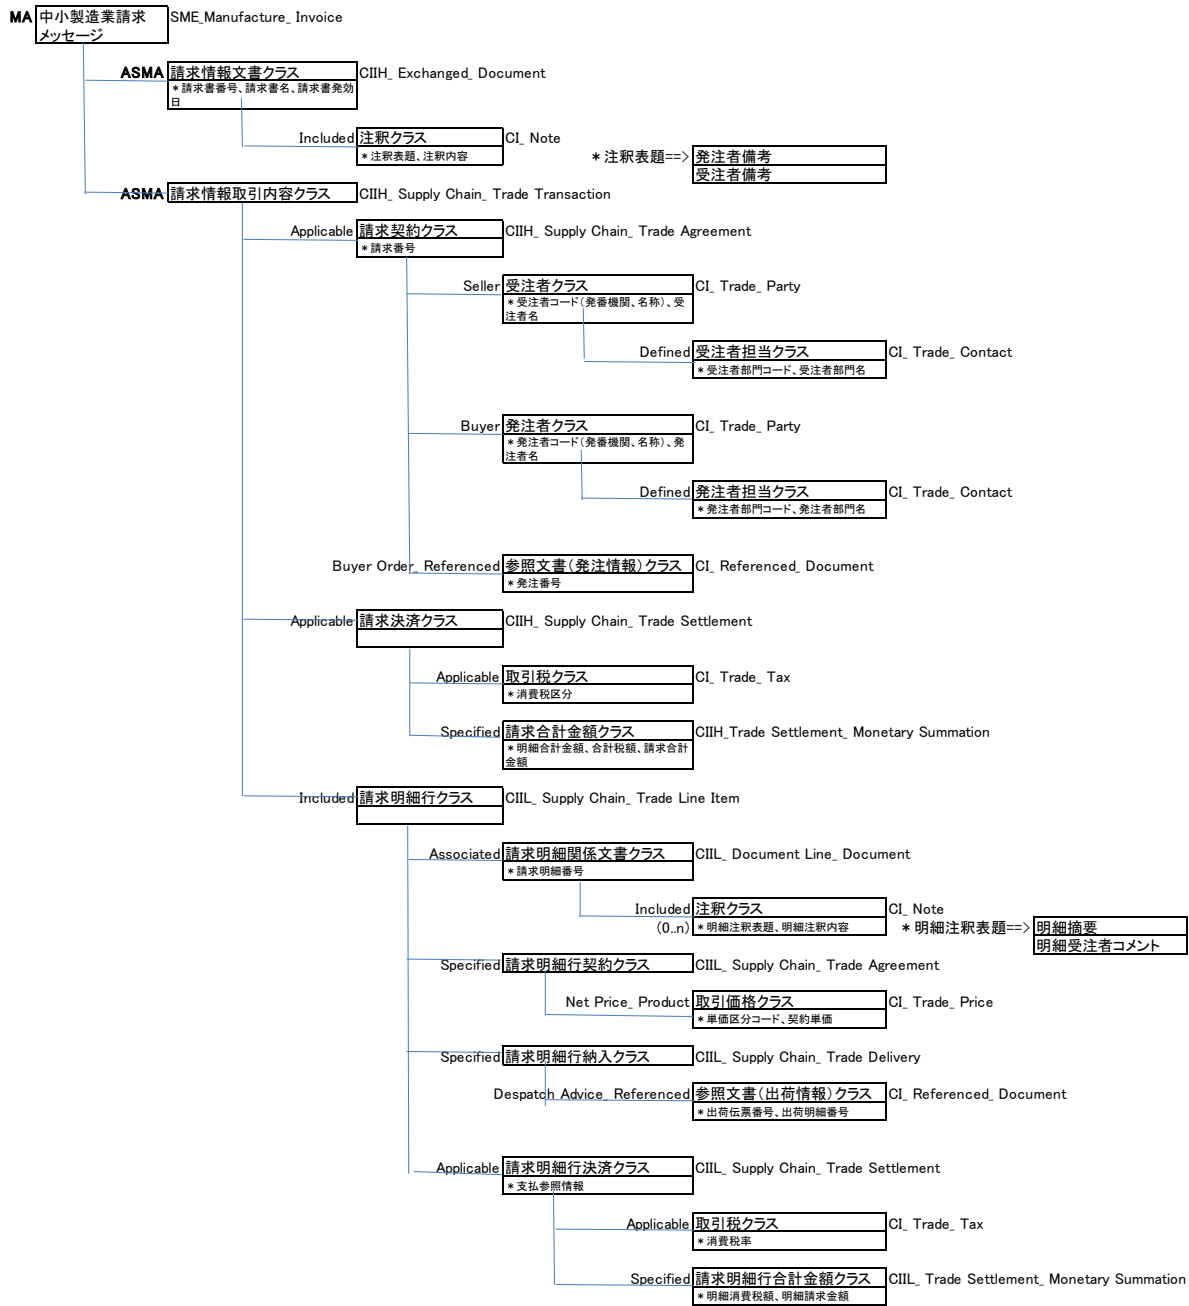 MA 中小製造業請求 SME_Manufacture_ Invoice
メッセージ
ASMA 請求情報文書クラス CIIH_ Exchanged_ Document
＊請求書番号、請求書名、請求書発効
日
Included 注釈クラス CI_ Note
＊注釈表題、注釈内容 ＊注釈表題==> 発注者備考
受注者備考
ASMA 請求情報取引内容クラス CIIH_ Supply Chain_ Trade Transaction
Applicable 請求契約クラス CIIH_ Supply Chain_ Trade Agreement
＊請求番号
Seller 受注者クラス CI_ Trade_ Party
＊受注者コード（発番機関、名称）、受
注者名
Defined 受注者担当クラス CI_ Trade_ Contact
＊受注者部門コード、受注者部門名
Buyer 発注者クラス CI_ Trade_ Party
＊発注者コード（発番機関、名称）、発
注者名
Defined 発注者担当クラス CI_ Trade_ Contact
＊発注者部門コード、発注者部門名
Buyer Order_ Referenced 参照文書（発注情報）クラス CI_ Referenced_ Document
＊発注番号
Applicable 請求決済クラス CIIH_ Supply Chain_ Trade Settlement
Applicable 取引税クラス CI_ Trade_ Tax
＊消費税区分
Specified 請求合計金額クラス CIIH_Trade Settlement_ Monetary Summation
＊明細合計金額、合計税額、請求合計
金額
Included 請求明細行クラス CIIL_ Supply Chain_ Trade Line Item
Associated 請求明細関係文書クラス CIIL_ Document Line_ Document
＊請求明細番号
Included 注釈クラス CI_ Note
(0..n) ＊明細注釈表題、明細注釈内容 ＊明細注釈表題==> 明細摘要
明細受注者コメント
Specified 請求明細行契約クラス CIIL_ Supply Chain_ Trade Agreement
Net Price_ Product 取引価格クラス CI_ Trade_ Price
＊単価区分コード、契約単価
Specified 請求明細行納入クラス CIIL_ Supply Chain_ Trade Delivery
Despatch Advice_ Referenced 参照文書（出荷情報）クラス CI_ Referenced_ Document
＊出荷伝票番号、出荷明細番号
Applicable 請求明細行決済クラス CIIL_ Supply Chain_ Trade Settlement
＊支払参照情報
Applicable 取引税クラス CI_ Trade_ Tax
＊消費税率
Specified 請求明細行合計金額クラス CIIL_ Trade Settlement_ Monetary Summation
＊明細消費税額、明細請求金額